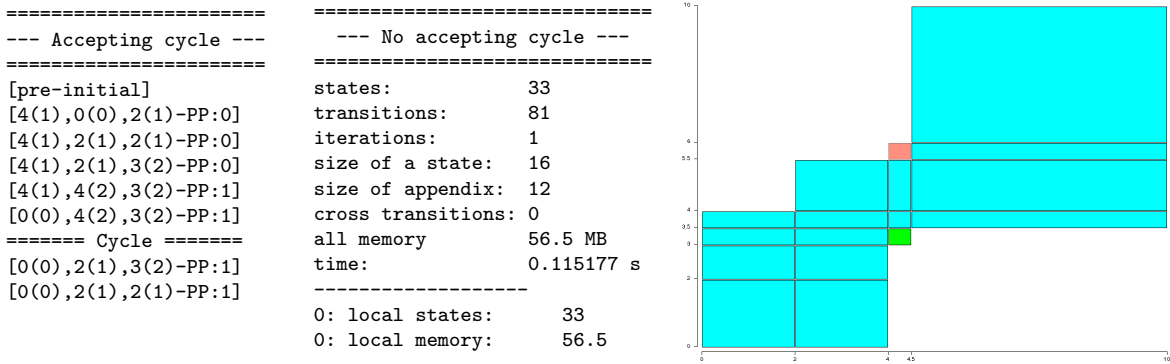 ========================
--- Accepting cycle ---
========================
[pre-initial]
[4(1),0(0),2(1)-PP:0]
[4(1),2(1),2(1)-PP:0]
[4(1),2(1),3(2)-PP:0]
[4(1),4(2),3(2)-PP:1]
[0(0),4(2),3(2)-PP:1]
======= Cycle =======
[0(0),2(1),3(2)-PP:1]
[0(0),2(1),2(1)-PP:1]
==============================
--- No accepting cycle ---
==============================
states: 33
transitions: 81
iterations: 1
size of a state: 16
size of appendix: 12
cross transitions: 0
all memory 56.5 MB
time: 0.115177 s
-------------------
0: local states: 33
0: local memory: 56.5
10
6
5.5
4
3.5
3
2
0
0 2 4 4.5 10